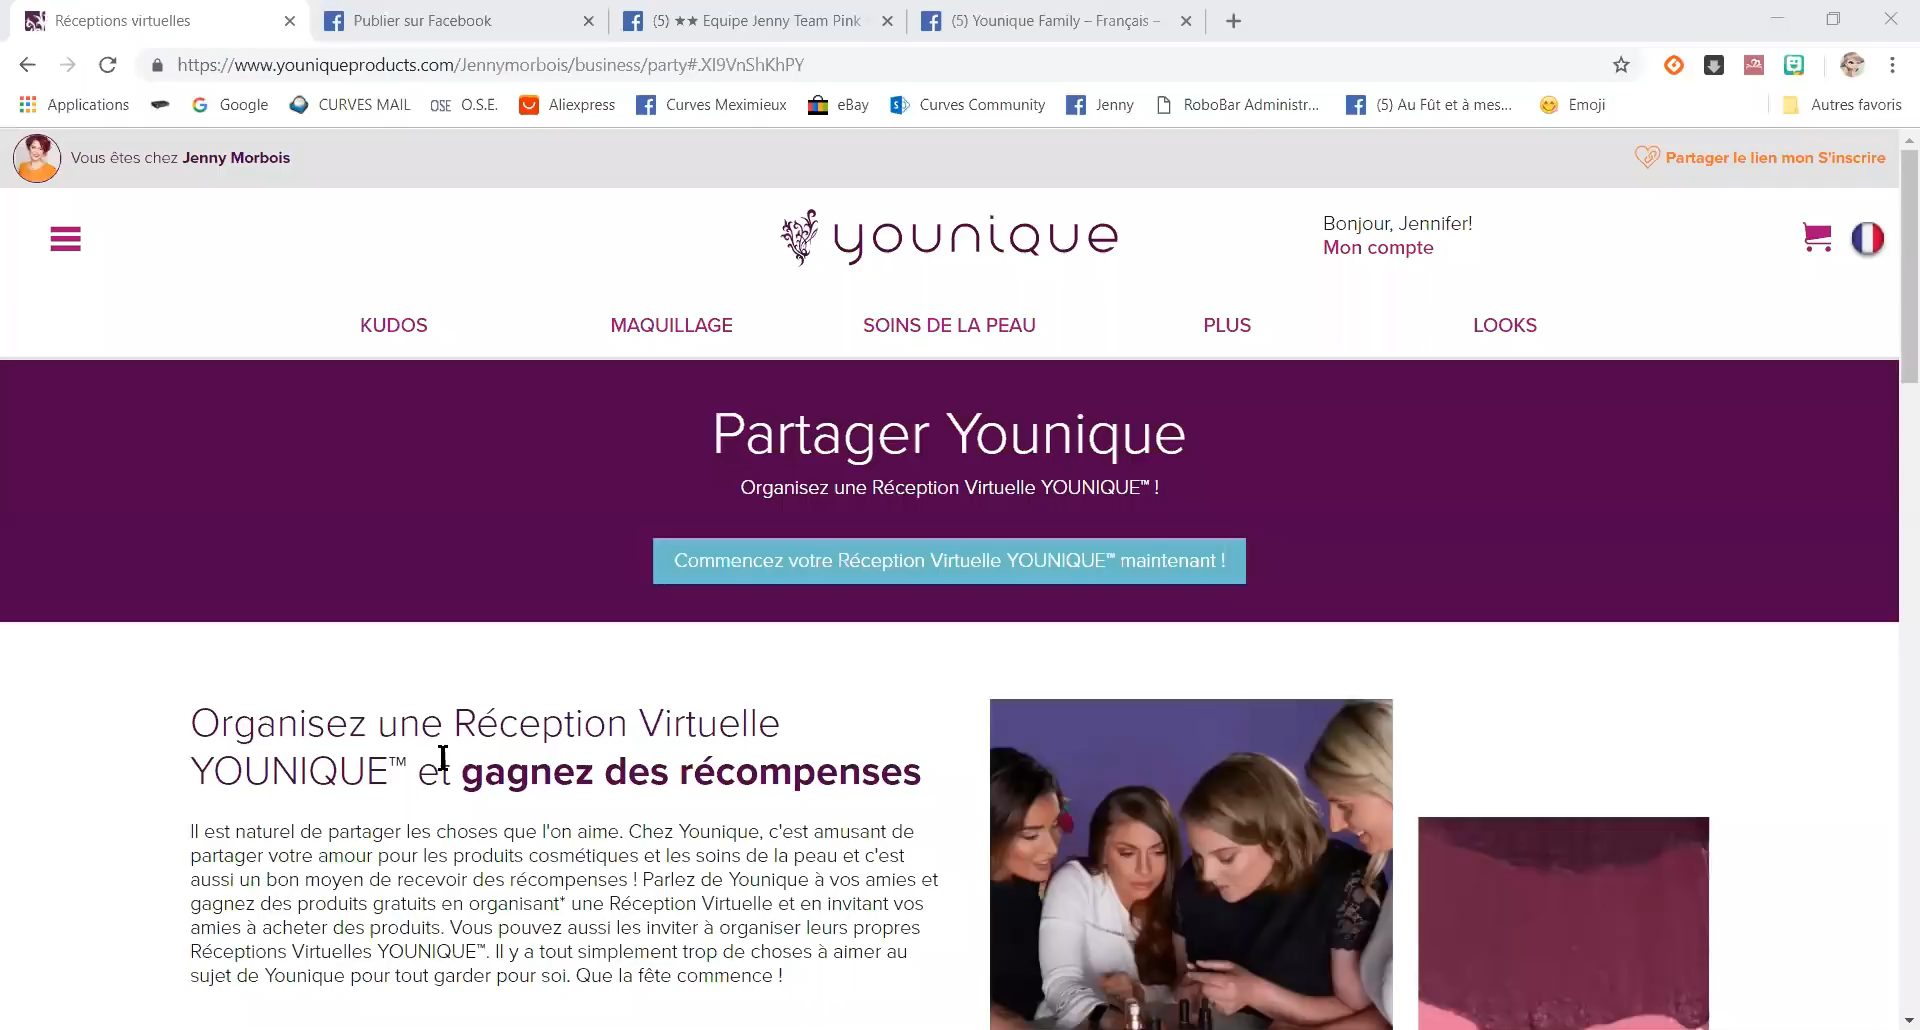 Réceptions virtuelles
Publier sur Facebook
(5) ★★ Equipe Jenny Team Pink
(5) Younique Family – Français –
https://www.youniqueproducts.com/Jennymorbois/business/party#.XI9VnShKhPY
Applications
Google
CURVES MAIL
OSE O.S.E.
Aliexpress
Curves Meximieux
eBay
Curves Community
Jenny
RoboBar Administr...
(5) Au Fût et à mes...
Emoji
Autres favoris
Vous êtes chez Jenny Morbois
Partager le lien mon S'inscrire
younique
Bonjour, Jennifer!
Mon compte
KUDOS
MAQUILLAGE
SOINS DE LA PEAU
PLUS
LOOKS
Partager Younique
Organisez une Réception Virtuelle YOUNIQUE™ !
Commencez votre Réception Virtuelle YOUNIQUE™ maintenant !
Organisez une Réception Virtuelle
YOUNIQUE™ et gagnez des récompenses
Il est naturel de partager les choses que l'on aime. Chez Younique, c'est amusant de
partager votre amour pour les produits cosmétiques et les soins de la peau et c'est
aussi un bon moyen de recevoir des récompenses ! Parlez de Younique à vos amies et
gagnez des produits gratuits en organisant* une Réception Virtuelle et en invitant vos
amies à acheter des produits. Vous pouvez aussi les inviter à organiser leurs propres
Réceptions Virtuelles YOUNIQUE™. Il y a tout simplement trop de choses à aimer au
sujet de Younique pour tout garder pour soi. Que la fête commence !